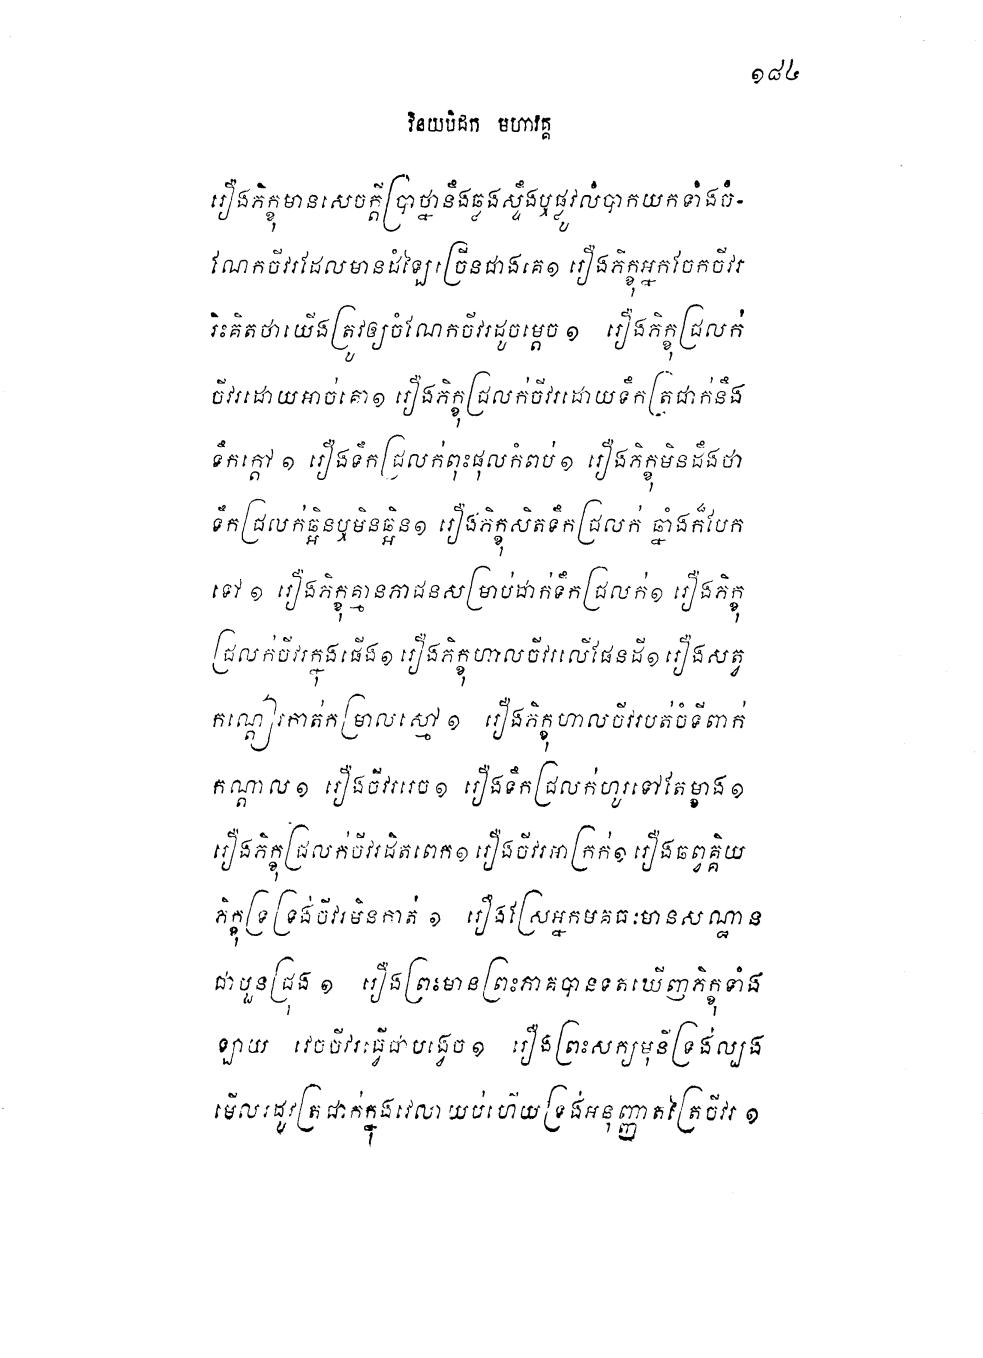 ១៨៤
វិនយបិដក មហាវគ្គ
រឿងភិក្ខុមានសេចក្តីប្រាថ្នានឹងឆ្លងស្ទឹងឬផ្លូវលំបាកយកទាំងចំ-
ណែកចីវរដែលមានដំឡៃច្រើនជាងគេ១ រឿងភិក្ខុអ្នកចែកចីវរ
រិះគិតថាយើងត្រូវឲ្យចំណែកចីវរដូចម្តេច ១ រឿងភិក្ខុជ្រលក់
ចីវរដោយអាច់គោ១ រឿងភិក្ខុជ្រលក់ចីវរដោយទឹកត្រជាក់នឹង
ទឹកក្តៅ ១ រឿងទឹកជ្រលក់ពុះផុលកំពប់១ រឿងភិក្ខុមិនដឹងថា
ទឹកជ្រលក់ឆ្អិនឬមិនឆ្អិន១ រឿងភិក្ខុសិតទឹកជ្រលក់ ឆ្នាំងក៏បែក
ទៅ ១ រឿងភិក្ខុគ្មានភាជនសម្រាប់ដាក់ទឹកជ្រលក់១ រឿងភិក្ខុ
ជ្រលក់ចីវរក្នុងផើង១ រឿងភិក្ខុហាលចីវរលើផែនដី១ រឿងសត្វ
កណ្តៀរកាត់កម្រាលស្មៅ ១ រឿងភិក្ខុហាលចីវរបត់ចំទីពាក់
កណ្តាល ១ រឿងចីវររេច ១ រឿងទឹកជ្រលក់ហូរទៅតែម្ខាង ១
រឿងភិក្ខុជ្រលក់ចីវរដិតពេក១ រឿងចីវរអាក្រក់១ រឿងឆព្វគ្គិយ
ភិក្ខុទ្រទ្រង់ចីវរមិនកាត់ ១ រឿងស្រែអ្នកមគធៈមានសណ្ឋាន
ជាបួនជ្រុង ១ រឿងព្រះមានព្រះភាគបានទតឃើញភិក្ខុទាំង
ឡាយ វេចចីវរៈធ្វើជាបង្វេច ១ រឿងព្រះសក្យមុនីទ្រង់ល្បង
មើលរដូវត្រជាក់ក្នុងវេលាយប់ហើយទ្រង់អនុញ្ញាតត្រៃចីវរ ១